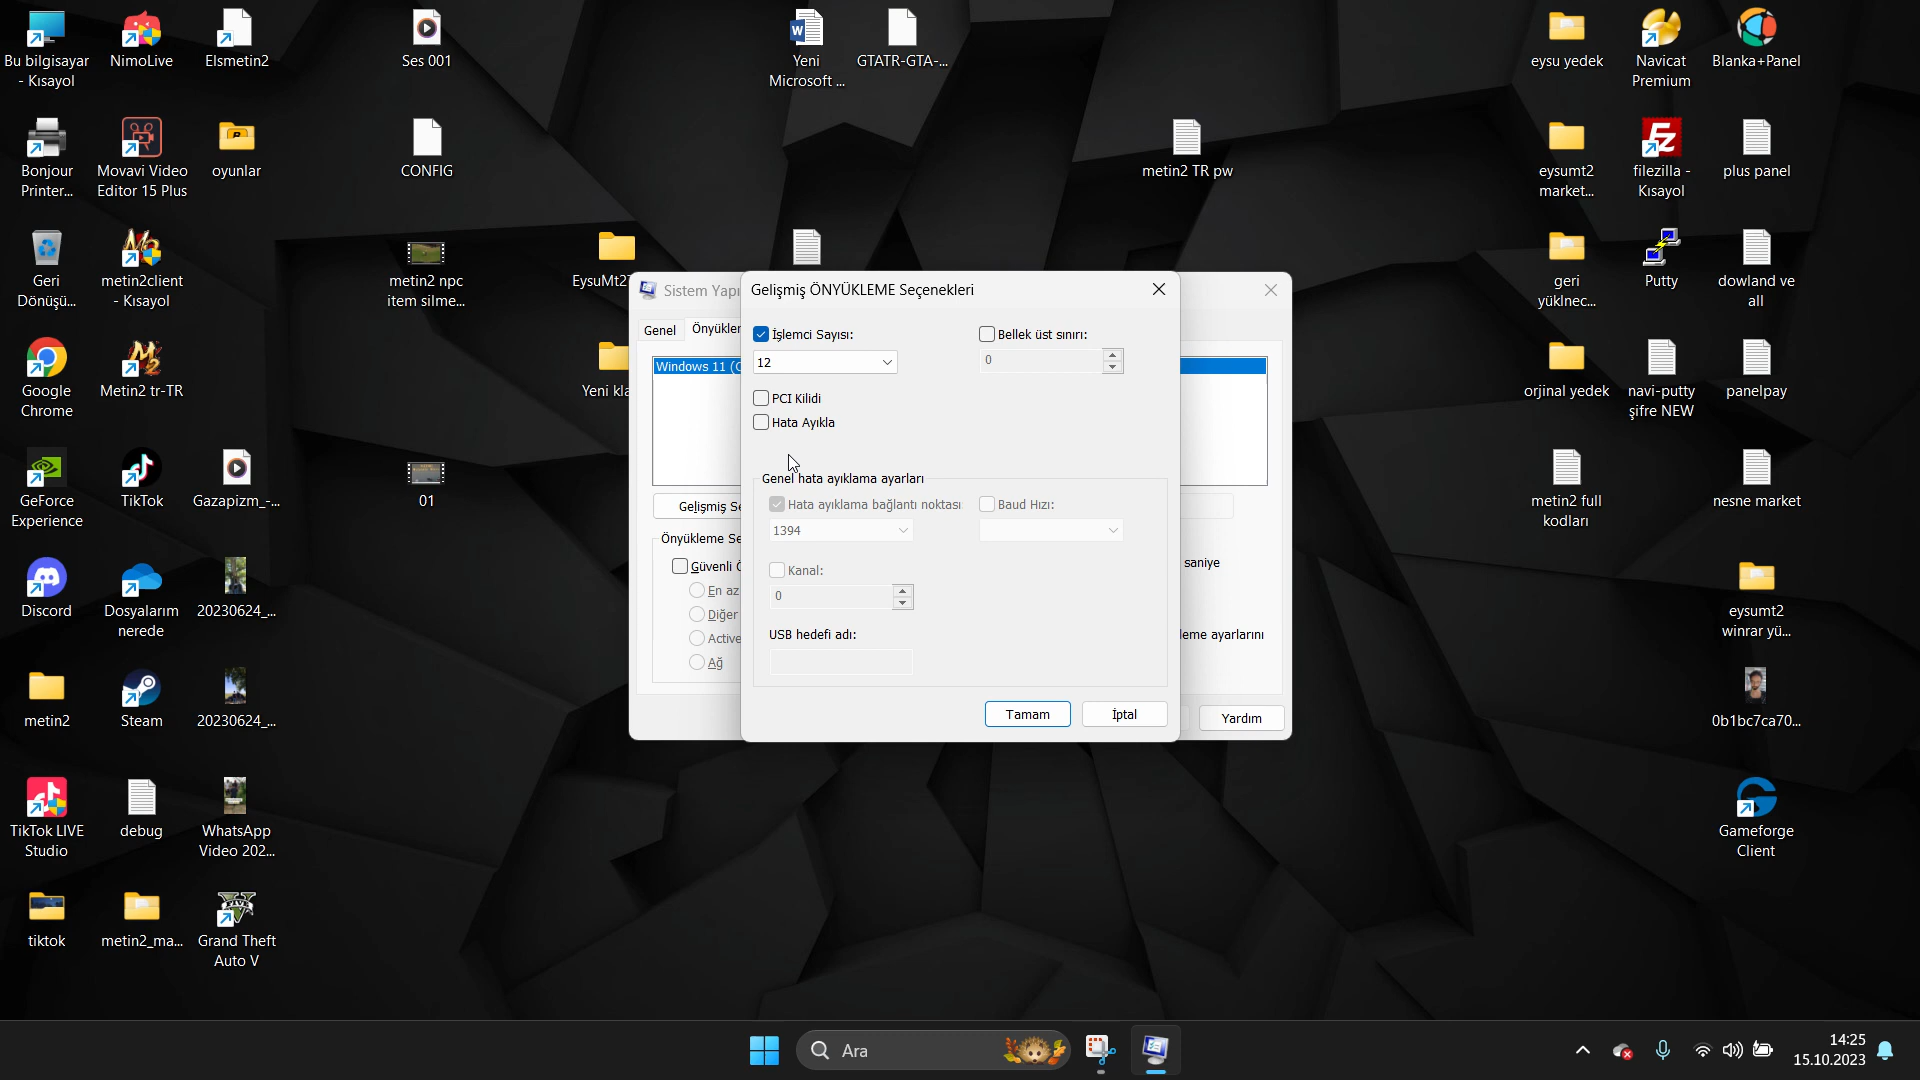 Bu bilgisayar
- Kısayol
NimoLive
Elsmetin2
Ses 001
Yeni
Microsoft ...
GTATR-GTA-...
eysu yedek
Navicat
Premium
Blanka+Panel
Bonjour
Printer...
Movavi Video
Editor 15 Plus
oyunlar
CONFIG
metin2 TR pw
eysumt2
market...
filezilla -
Kısayol
plus panel
Geri
Dönüşü...
metin2client
- Kısayol
metin2 npc
item silme...
EysuMt2
geri
yüklnec...
Putty
dowland ve
all
Google
Chrome
Metin2 tr-TR
Yeni kla
orjinal yedek
navi-putty
şifre NEW
panelpay
GeForce
Experience
TikTok
Gazapizm_-...
01
metin2 full
kodları
nesne market
Discord
Dosyalarım
nerede
20230624_...
eysumt2
winrar yü...
metin2
Steam
20230624_...
0b1bc7ca70...
TikTok LIVE
Studio
debug
WhatsApp
Video 202...
Gameforge
Client
tiktok
metin2_ma...
Grand Theft
Auto V
Sistem Yapı
Genel
Önyükler
Windows 11 (C
Gelişmiş Se
Önyükleme Se
Güvenli Ö
En az
Diğer
Active
Ağ
saniye
leme ayarlarını
Yardım
Gelişmiş ÖNYÜKLEME Seçenekleri
İşlemci Sayısı:
Bellek üst sınırı:
12
0
PCI Kilidi
Hata Ayıkla
Genel hata ayıklama ayarları
Hata ayıklama bağlantı noktası:
Baud Hızı:
1394
Kanal:
0
USB hedefi adı:
Tamam
İptal
Ara
14:25
15.10.2023